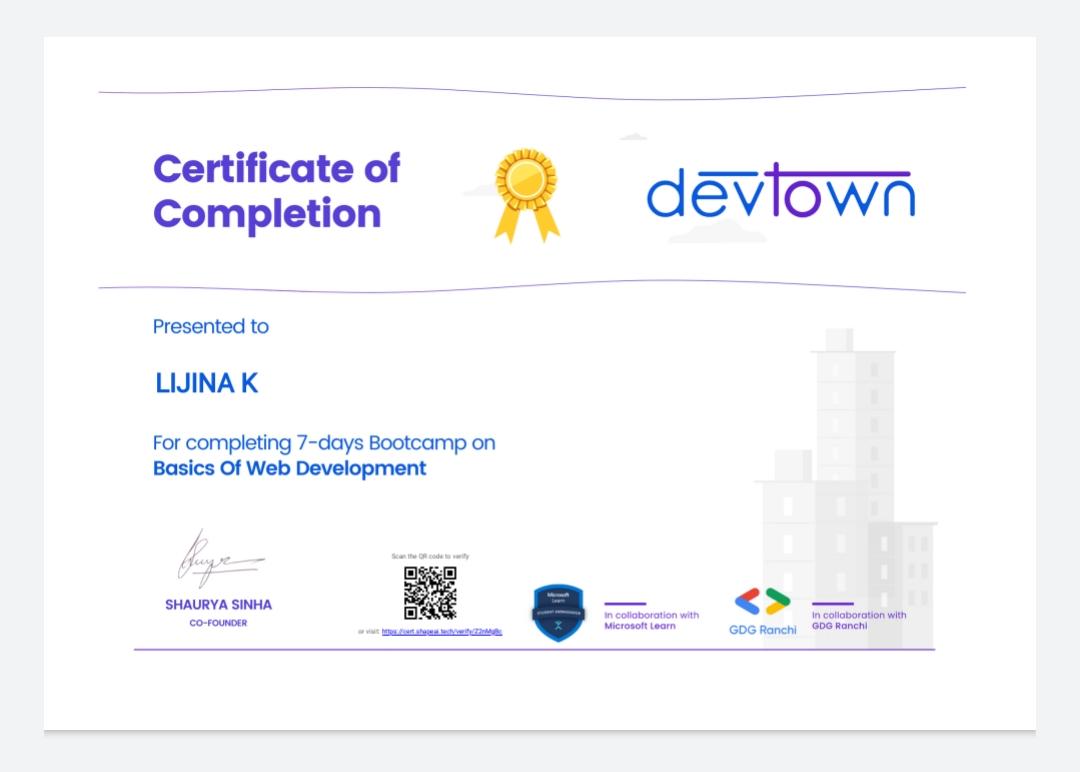 Certificate of
Completion
devtown
Presented to
LIJINA K
For completing 7-days Bootcamp on
Basics Of Web Development
SHAURYA SINHA
CO-FOUNDER
Scan the QR code to verify
or visit: https://cert.shapeai.tech/verify/Z2nMqBc
Microsoft
Learn
STUDENT AMBASSADOR
In collaboration with
Microsoft Learn
GDG Ranchi
In collaboration with
GDG Ranchi